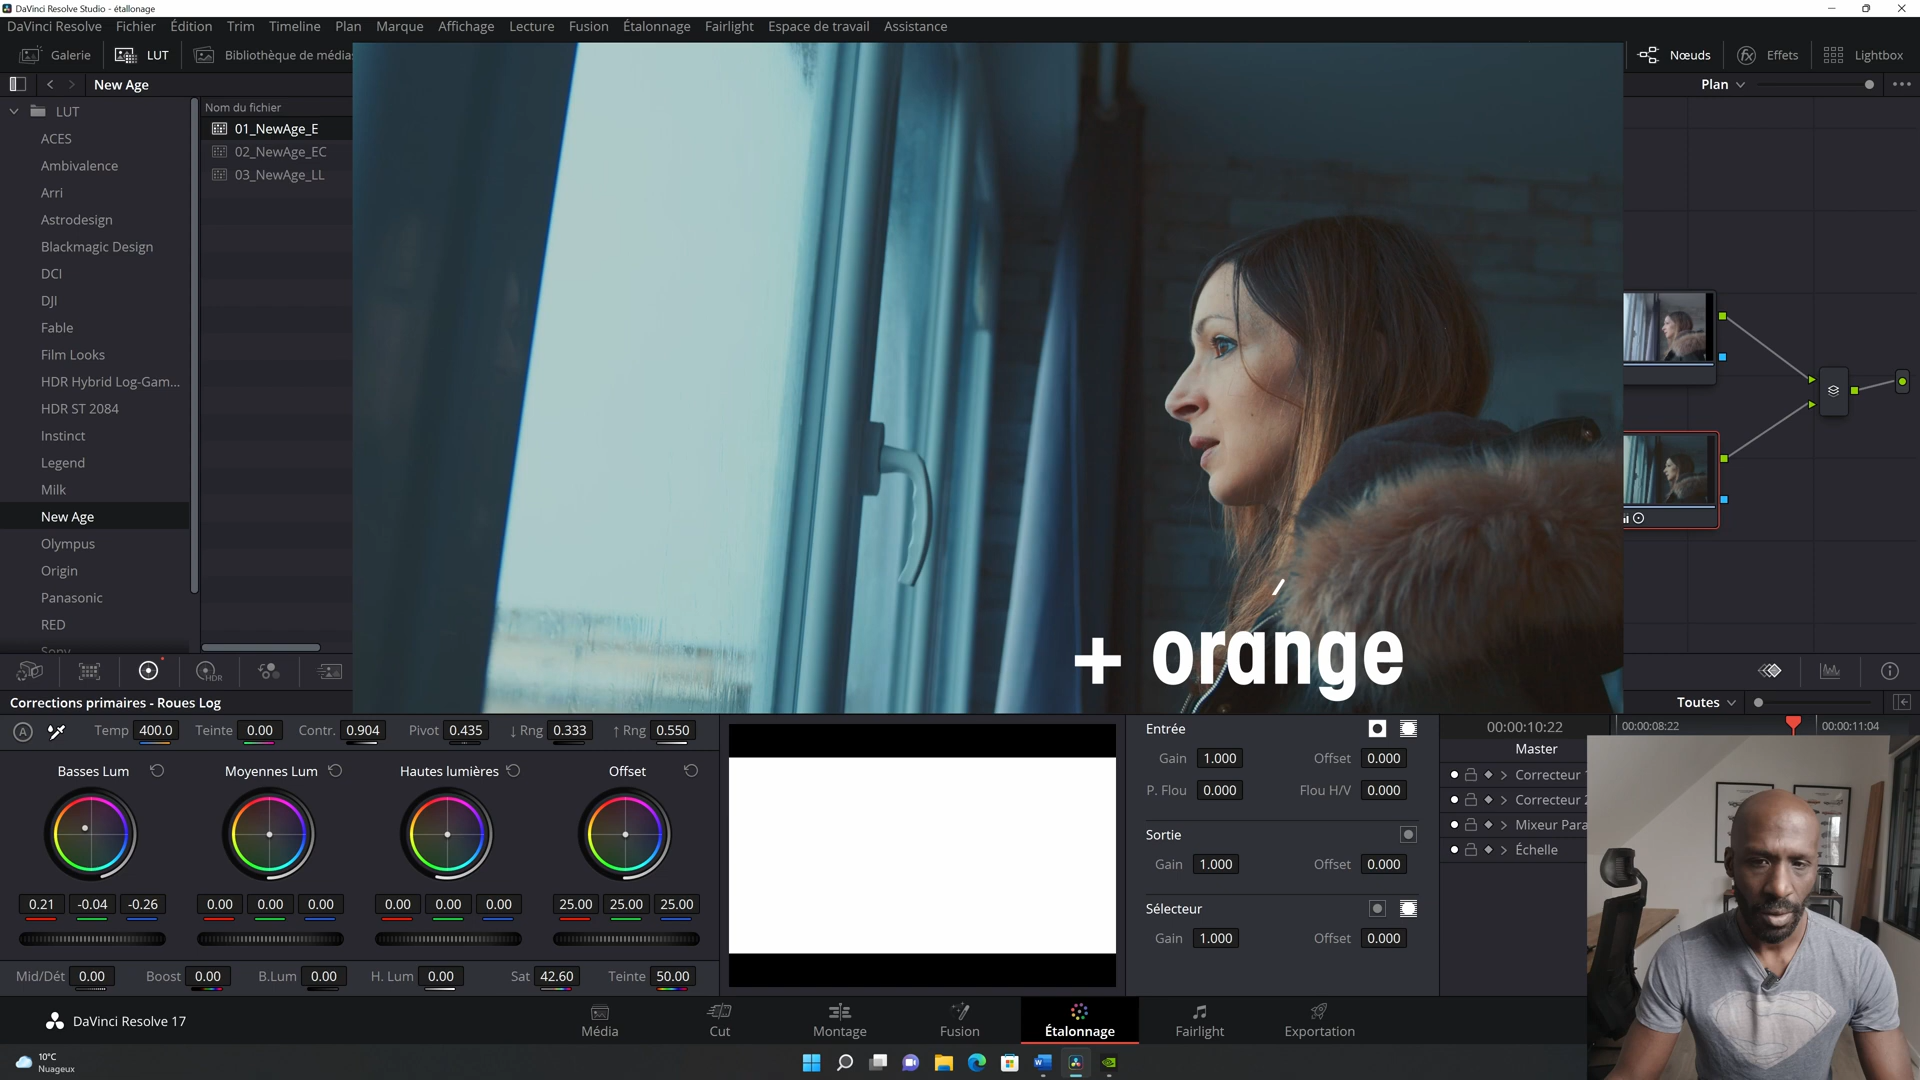 DaVinci Resolve Studio - étallonage
DaVinci Resolve Fichier Édition Trim Timeline Plan Marque Affichage Lecture Fusion Étalonnage Fairlight Espace de travail Assistance
Galerie LUT Bibliothèque de médias Nœuds Effets Lightbox
New Age Plan
LUT
ACES
Ambivalence
Arri
Astrodesign
Blackmagic Design
DCI
DJI
Fable
Film Looks
HDR Hybrid Log-Gam...
HDR ST 2084
Instinct
Legend
Milk
New Age
Olympus
Origin
Panasonic
RED
Sony
Nom du fichier
01_NewAge_E
02_NewAge_EC
03_NewAge_LL
+ orange
HDR
Corrections primaires - Roues Log
Toutes
A Temp 400.0 Teinte 0.00 Contr. 0.904 Pivot 0.435 ↓ Rng 0.333 ↑ Rng 0.550
Basses Lum Moyennes Lum Hautes lumières Offset
0.21 -0.04 -0.26 0.00 0.00 0.00 0.00 0.00 0.00 25.00 25.00 25.00
Mid/Dét 0.00 Boost 0.00 B.Lum 0.00 H. Lum 0.00 Sat 42.60 Teinte 50.00
Entrée
Gain 1.000 Offset 0.000
P. Flou 0.000 Flou H/V 0.000
Sortie
Gain 1.000 Offset 0.000
Sélecteur
Gain 1.000 Offset 0.000
00:00:10:22 00:00:08:22 00:00:11:04
Master
Correcteur 1
Correcteur 2
Mixeur Para
Échelle
DaVinci Resolve 17
Média Cut Montage Fusion Étalonnage Fairlight Exportation
10°C
Nuageux